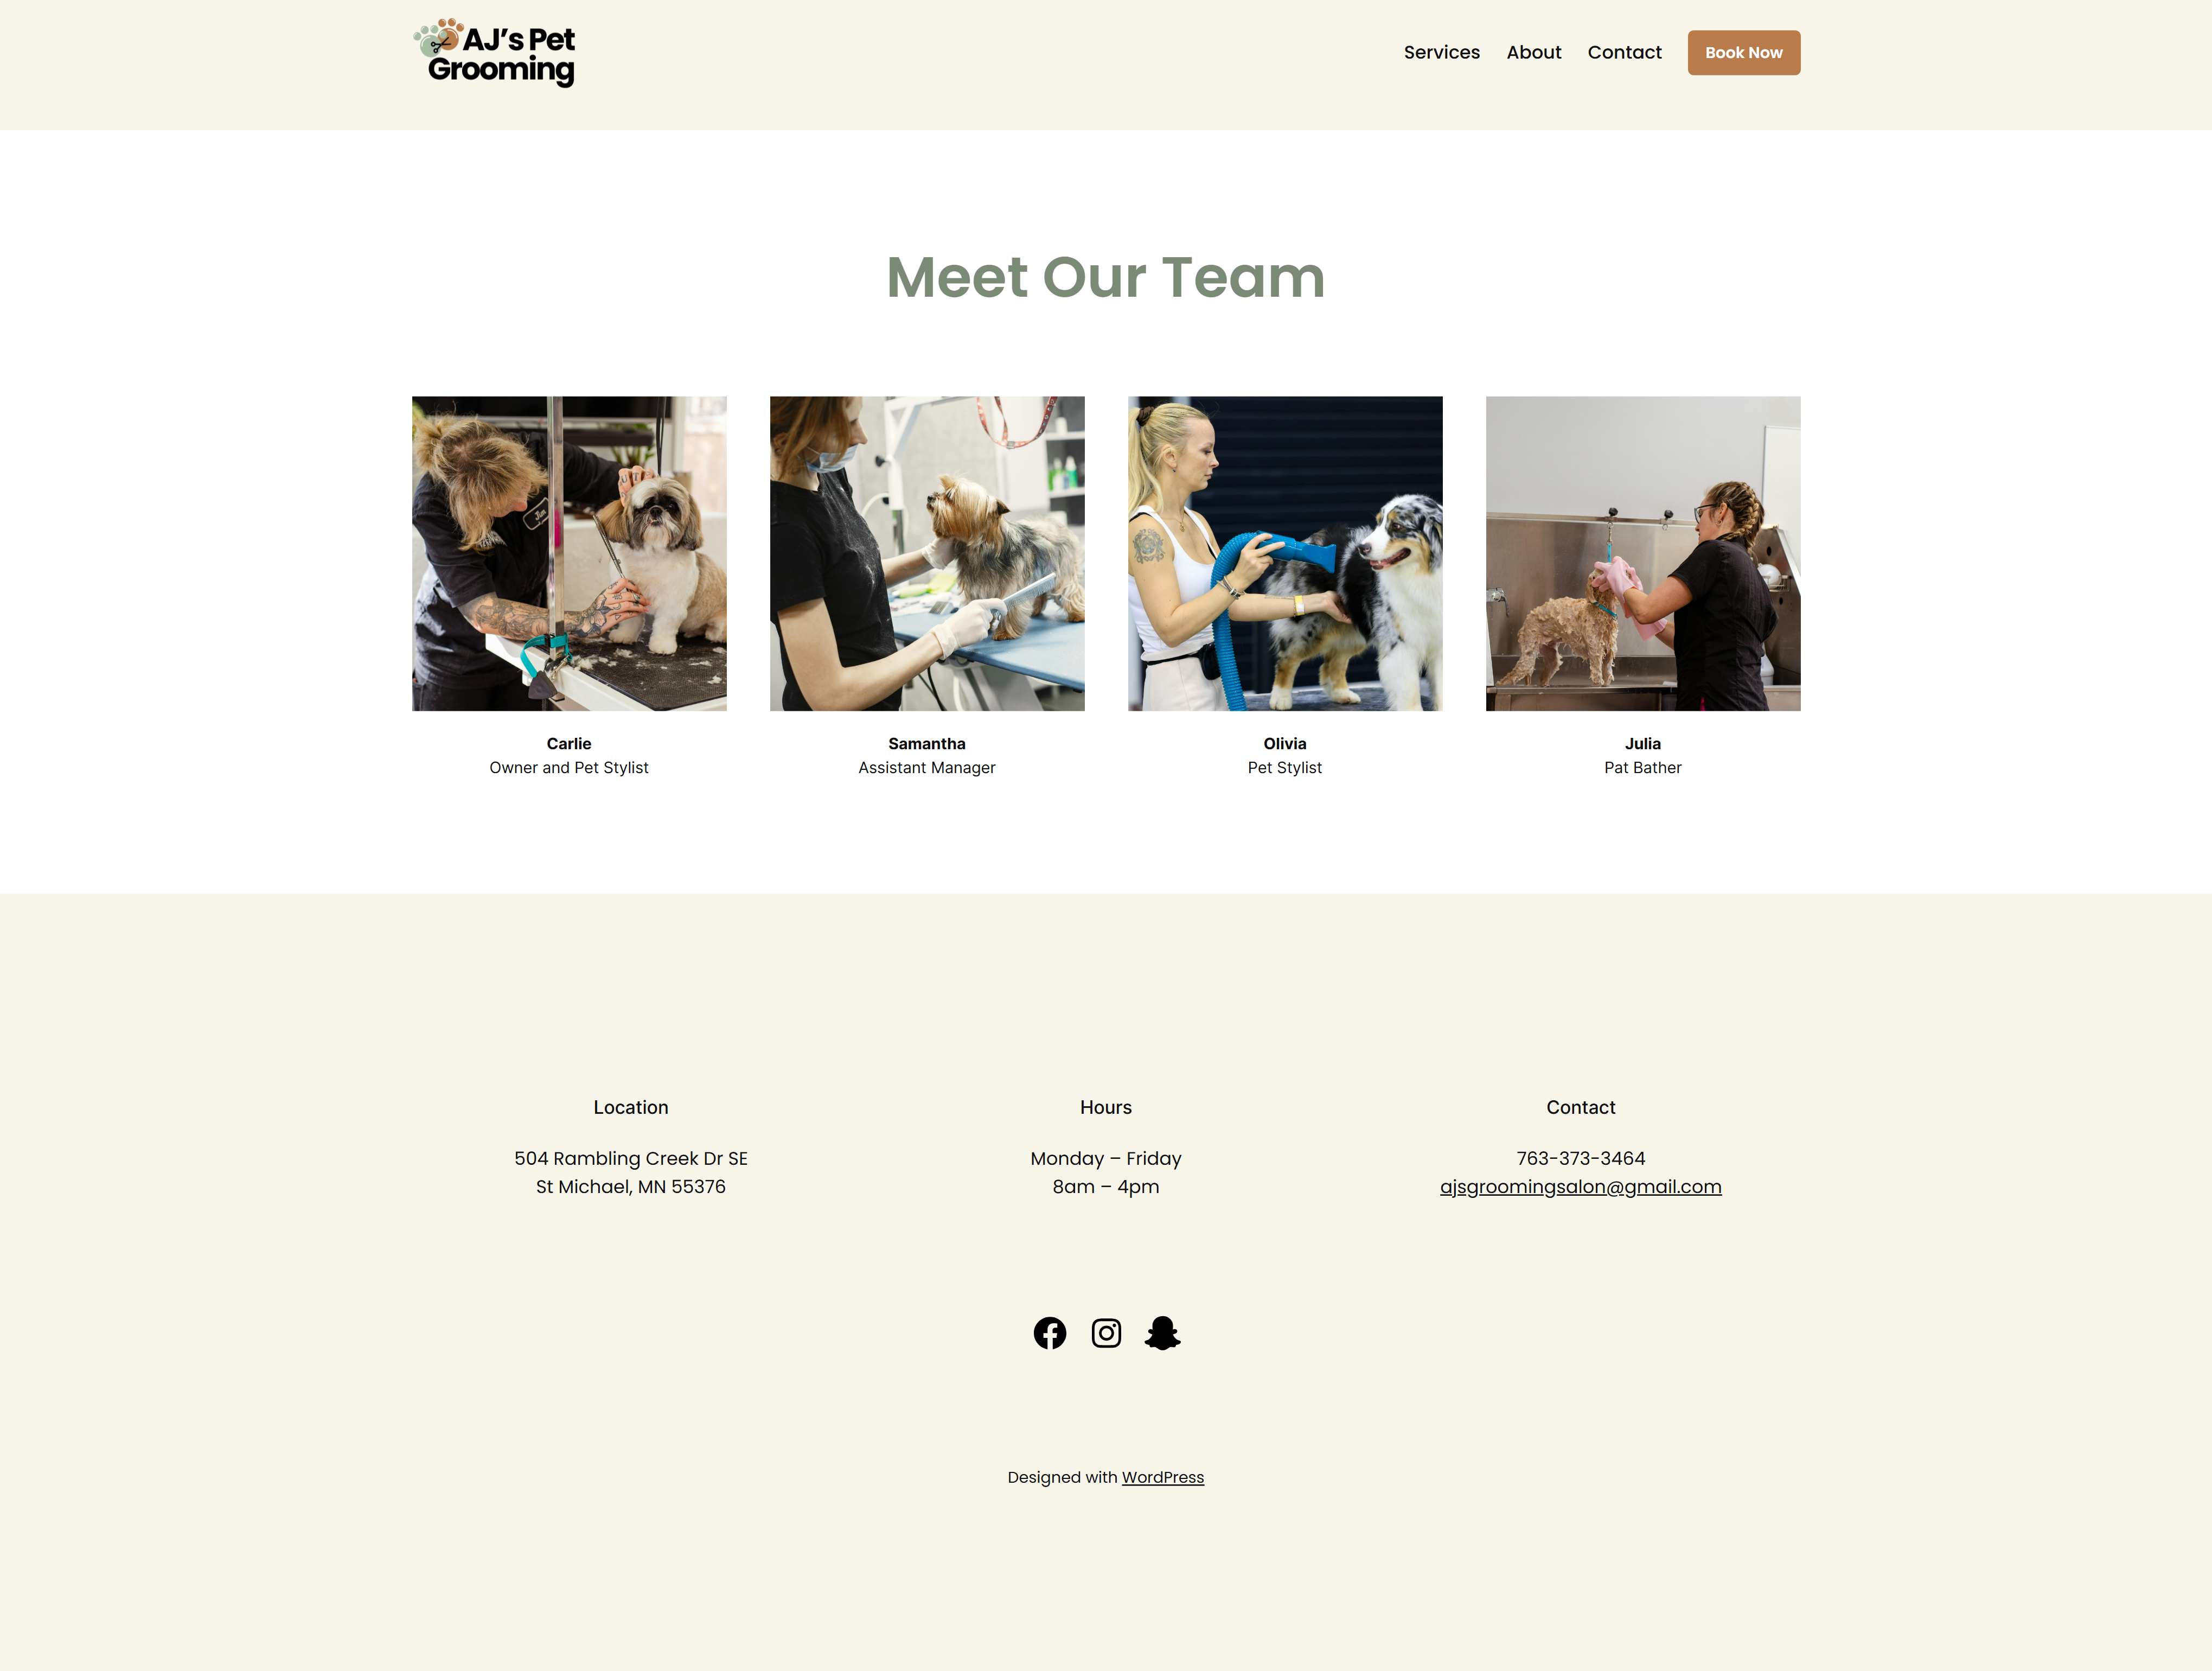 AJ's Pet
Grooming
Services
About
Contact
Book Now
Meet Our Team
Carlie
Owner and Pet Stylist
Samantha
Assistant Manager
Olivia
Pet Stylist
Julia
Pat Bather
Location
504 Rambling Creek Dr SE
St Michael, MN 55376
Hours
Monday – Friday
8am – 4pm
Contact
763-373-3464
ajsgroomingsalon@gmail.com
Designed with WordPress